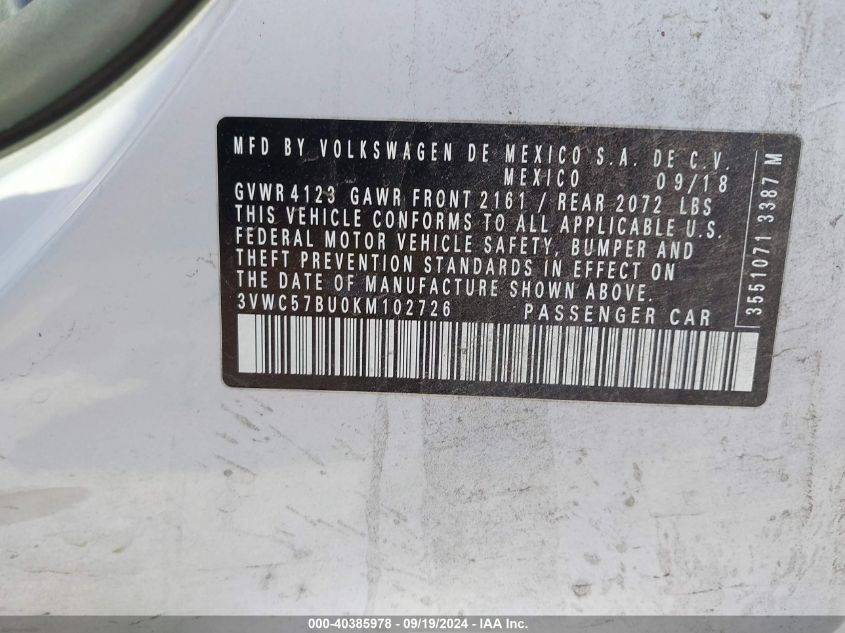 MFD BY VOLKSWAGEN DE MEXICO S.A. DE C.V.
MEXICO 09/18
GVWR 4123 GAWR FRONT 2161 / REAR 2072 LBS
THIS VEHICLE CONFORMS TO ALL APPLICABLE U.S.
FEDERAL MOTOR VEHICLE SAFETY, BUMPER AND
THEFT PREVENTION STANDARDS IN EFFECT ON
THE DATE OF MANUFACTURE SHOWN ABOVE.
3VWC57BU0KM102726 PASSENGER CAR
3551071 3387 M
000-40385978 - 09/19/2024 - IAA Inc.